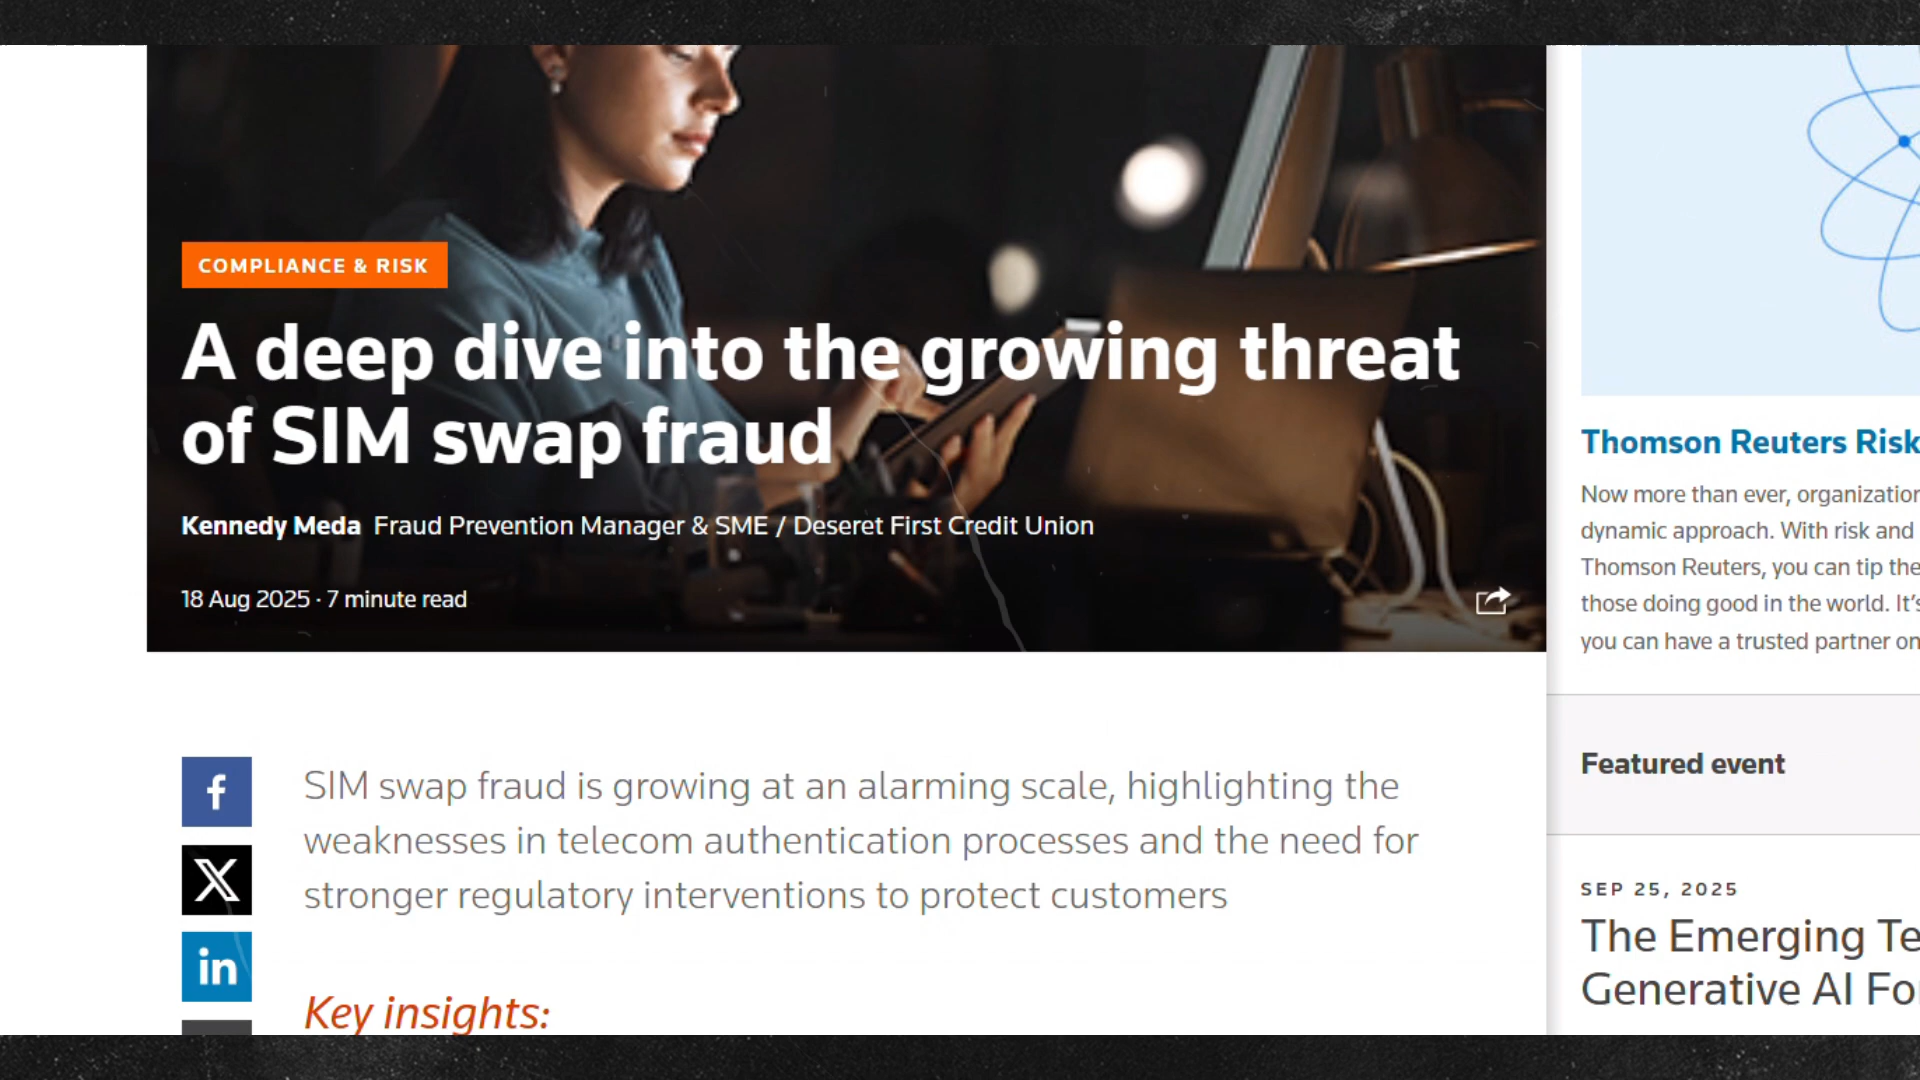 COMPLIANCE & RISK
A deep dive into the growing threat
of SIM swap fraud
Kennedy Meda Fraud Prevention Manager & SME / Deseret First Credit Union
18 Aug 2025 · 7 minute read
f
X
in
SIM swap fraud is growing at an alarming scale, highlighting the
weaknesses in telecom authentication processes and the need for
stronger regulatory interventions to protect customers
Key insights:
Thomson Reuters Risk
Now more than ever, organization
dynamic approach. With risk and
Thomson Reuters, you can tip the
those doing good in the world. It's
you can have a trusted partner on
Featured event
SEP 25, 2025
The Emerging Te
Generative AI Fo